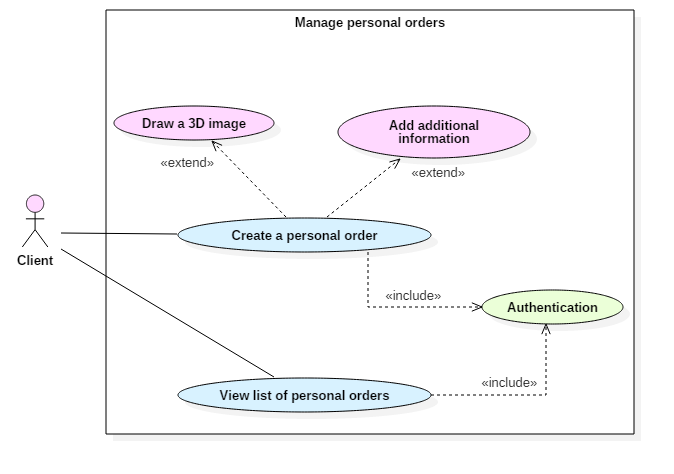 Manage personal orders
Draw a 3D image
Add additional
information
«extend»
«extend»
Client
Create a personal order
«include»
Authentication
«include»
View list of personal orders